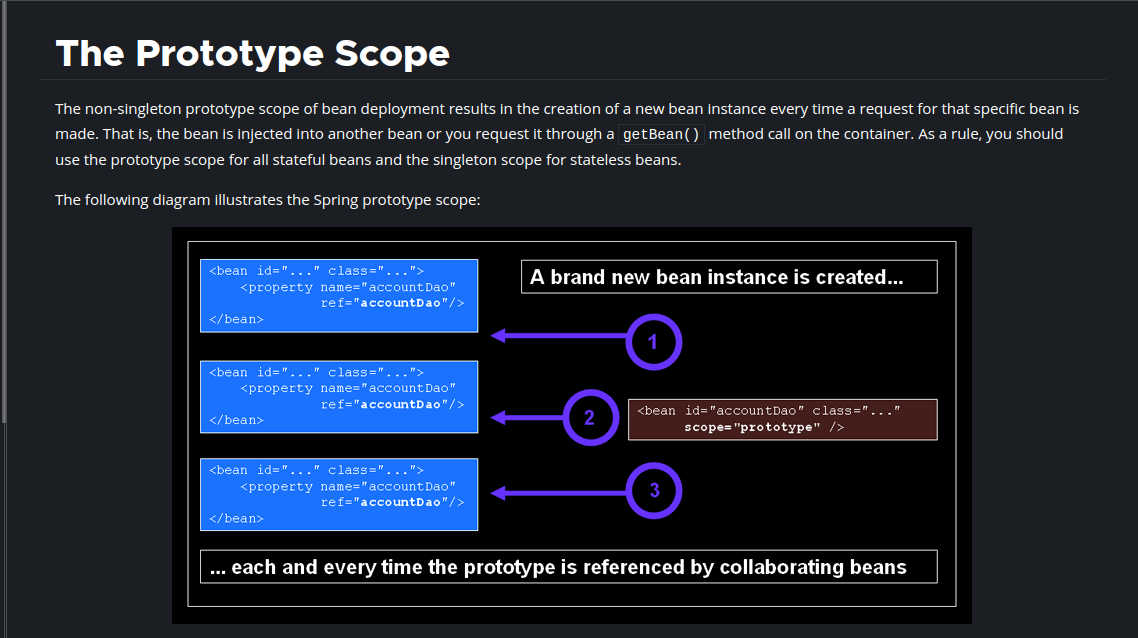 The Prototype Scope
The non-singleton prototype scope of bean deployment results in the creation of a new bean instance every time a request for that specific bean is
made. That is, the bean is injected into another bean or you request it through a getBean() method call on the container. As a rule, you should
use the prototype scope for all stateful beans and the singleton scope for stateless beans.
The following diagram illustrates the Spring prototype scope:
<bean id="..." class="...">
<property name="accountDao"
ref="accountDao"/>
</bean>
A brand new bean instance is created...
1
<bean id="..." class="...">
<property name="accountDao"
ref="accountDao"/>
</bean>
2
<bean id="accountDao" class="..."
scope="prototype" />
<bean id="..." class="...">
<property name="accountDao"
ref="accountDao"/>
</bean>
3
... each and every time the prototype is referenced by collaborating beans